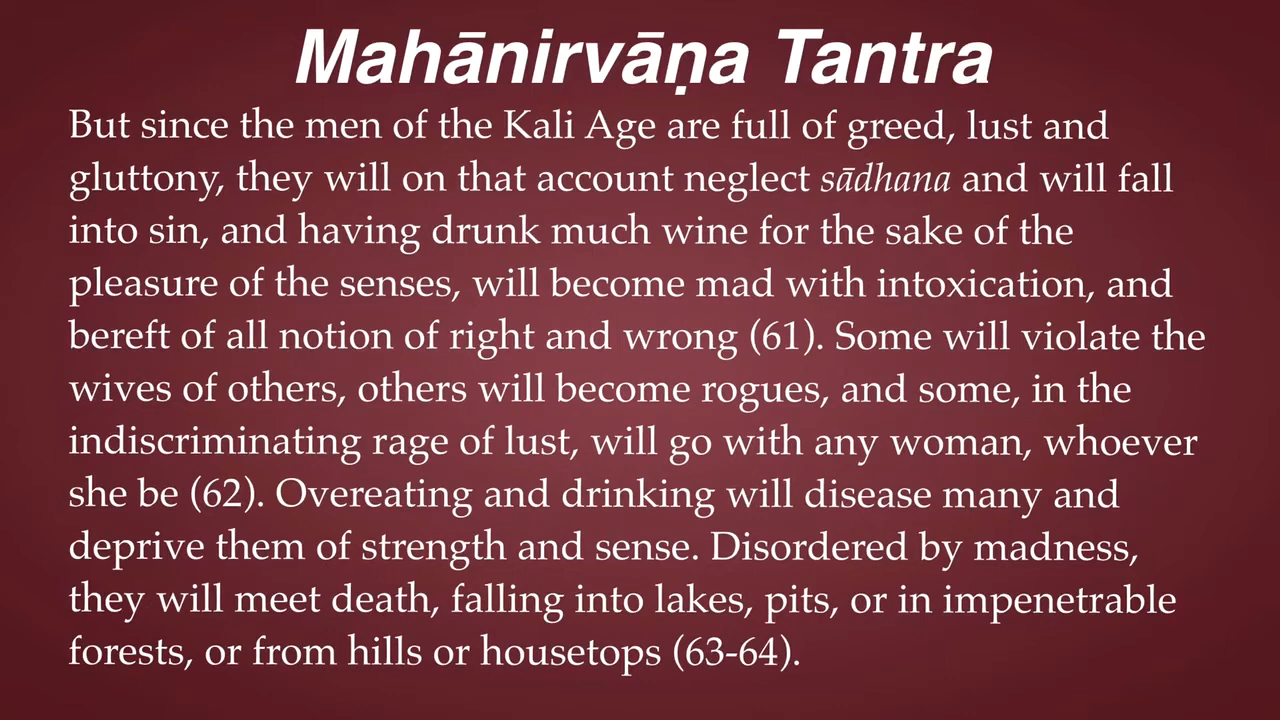 Mahānirvāṇa Tantra
But since the men of the Kali Age are full of greed, lust and
gluttony, they will on that account neglect sādhana and will fall
into sin, and having drunk much wine for the sake of the
pleasure of the senses, will become mad with intoxication, and
bereft of all notion of right and wrong (61). Some will violate the
wives of others, others will become rogues, and some, in the
indiscriminating rage of lust, will go with any woman, whoever
she be (62). Overeating and drinking will disease many and
deprive them of strength and sense. Disordered by madness,
they will meet death, falling into lakes, pits, or in impenetrable
forests, or from hills or housetops (63-64).